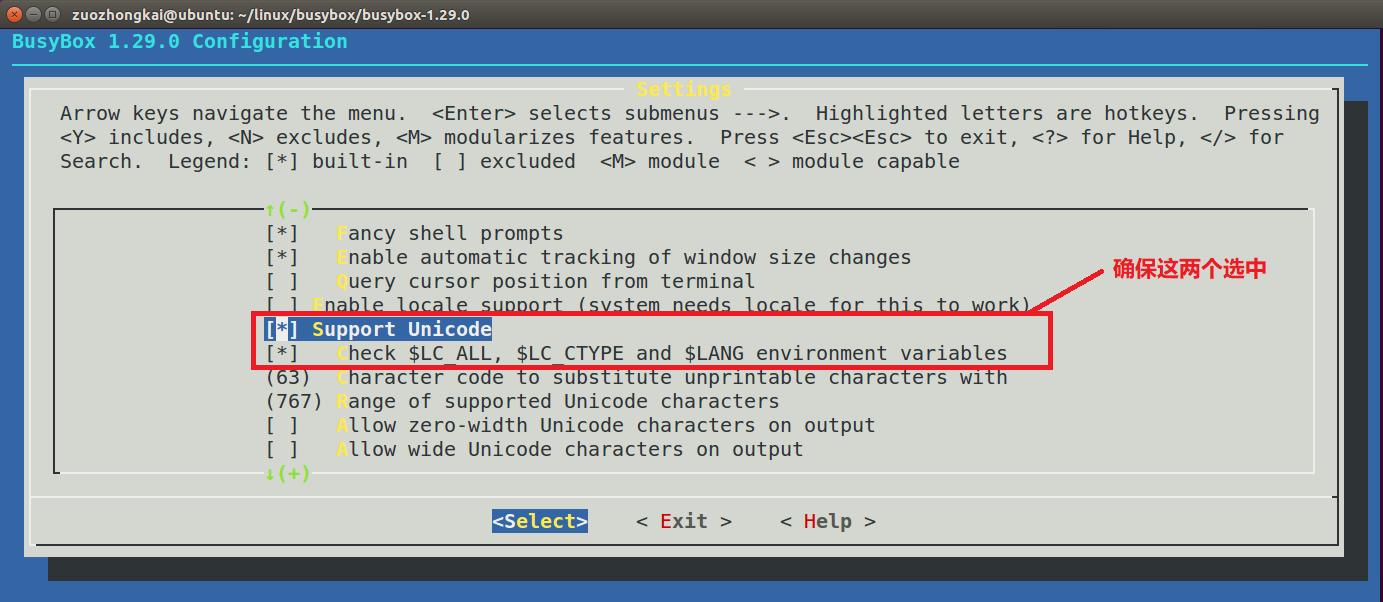 zuozhongkai@ubuntu: ~/linux/busybox/busybox-1.29.0
BusyBox 1.29.0 Configuration
Settings
Arrow keys navigate the menu.  <Enter> selects submenus --->.  Highlighted letters are hotkeys.  Pressing
<Y> includes, <N> excludes, <M> modularizes features.  Press <Esc><Esc> to exit, <?> for Help, </> for
Search.  Legend: [*] built-in  [ ] excluded  <M> module  < > module capable
↑(-)
[*]   Fancy shell prompts
[*]   Enable automatic tracking of window size changes
[ ]   Query cursor position from terminal
[ ] Enable locale support (system needs locale for this to work)
[*] Support Unicode
[*]   Check $LC_ALL, $LC_CTYPE and $LANG environment variables
(63)  Character code to substitute unprintable characters with
(767) Range of supported Unicode characters
[ ]   Allow zero-width Unicode characters on output
[ ]   Allow wide Unicode characters on output
↓(+)
确保这两个选中
<Select>    < Exit >    < Help >